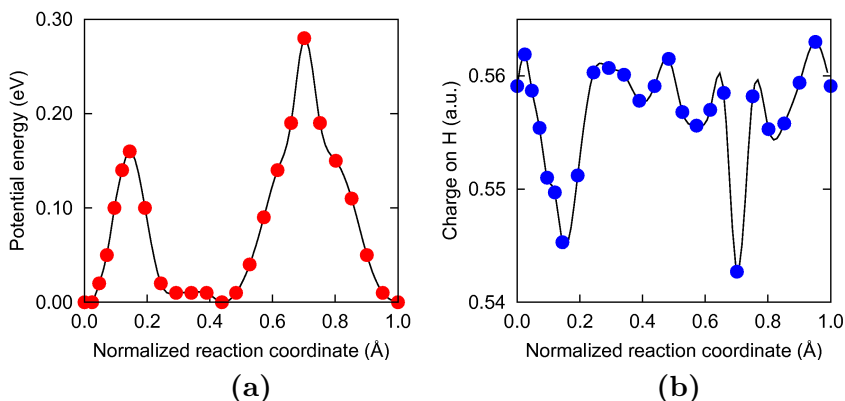 0.30
0.20
0.10
0.00
Potential energy (eV)
0.0 0.2 0.4 0.6 0.8 1.0
Normalized reaction coordinate (Å)
(a)
0.56
0.55
0.54
Charge on H (a.u.)
0.0 0.2 0.4 0.6 0.8 1.0
Normalized reaction coordinate (Å)
(b)